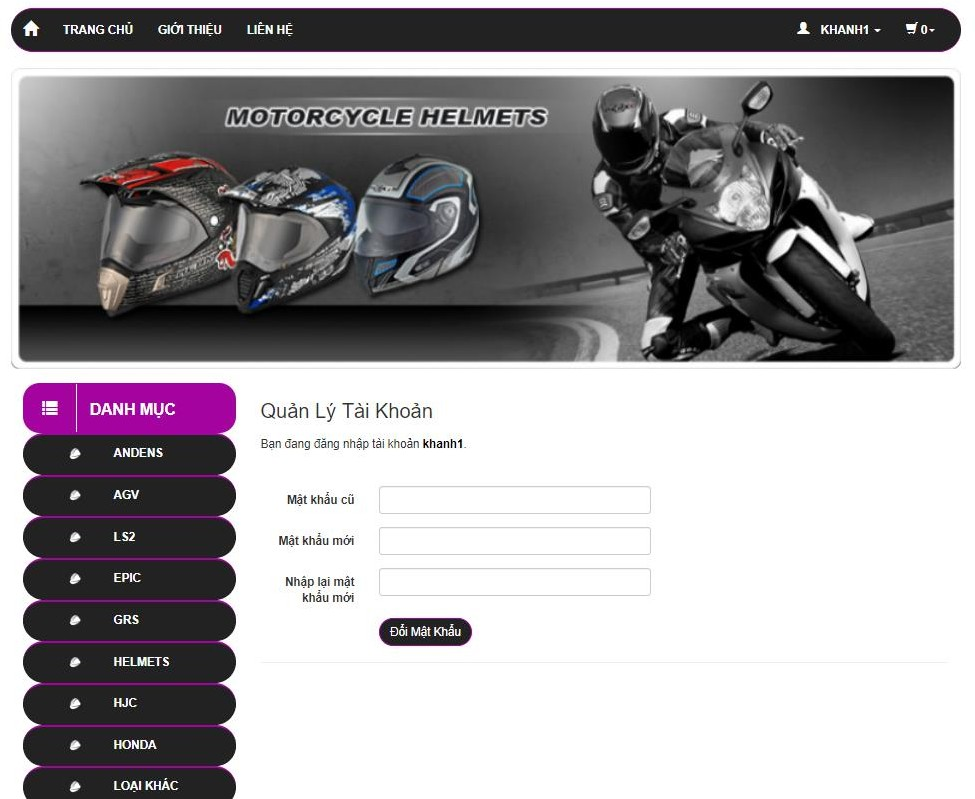 TRANG CHỦ GIỚI THIỆU LIÊN HỆ KHANH1 0
MOTORCYCLE HELMETS
DANH MỤC
ANDENS
AGV
LS2
EPIC
GRS
HELMETS
HJC
HONDA
LOẠI KHÁC
Quản Lý Tài Khoản
Bạn đang đăng nhập tài khoản khanh1.
Mật khẩu cũ
Mật khẩu mới
Nhập lại mật
khẩu mới
Đổi Mật Khẩu